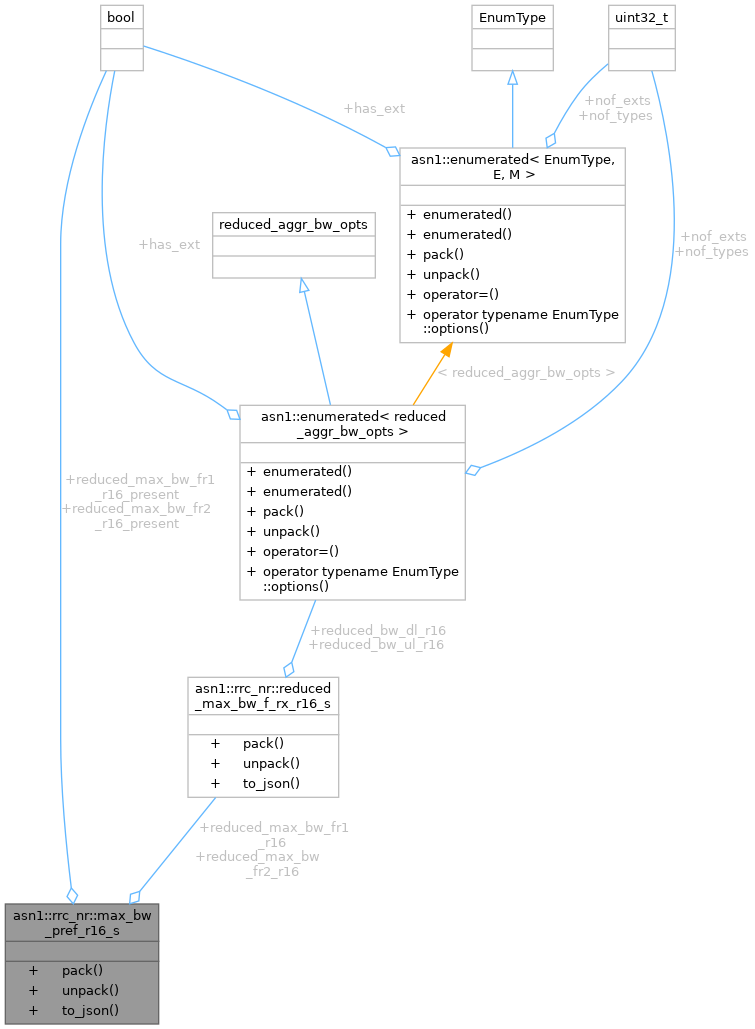 bool
EnumType
uint32_t
+has_ext
+nof_exts
+nof_types
asn1::enumerated< EnumType,
E, M >
+ enumerated()
+ enumerated()
+ pack()
+ unpack()
+ operator=()
+ operator typename EnumType
::options()
reduced_aggr_bw_opts
+has_ext
+nof_exts
+nof_types
< reduced_aggr_bw_opts >
asn1::enumerated< reduced
_aggr_bw_opts >
+ enumerated()
+ enumerated()
+ pack()
+ unpack()
+ operator=()
+ operator typename EnumType
::options()
+reduced_max_bw_fr1
_r16_present
+reduced_max_bw_fr2
_r16_present
+reduced_bw_dl_r16
+reduced_bw_ul_r16
asn1::rrc_nr::reduced
_max_bw_f_rx_r16_s
+ pack()
+ unpack()
+ to_json()
+reduced_max_bw_fr1
_r16
+reduced_max_bw
_fr2_r16
asn1::rrc_nr::max_bw
_pref_r16_s
+ pack()
+ unpack()
+ to_json()